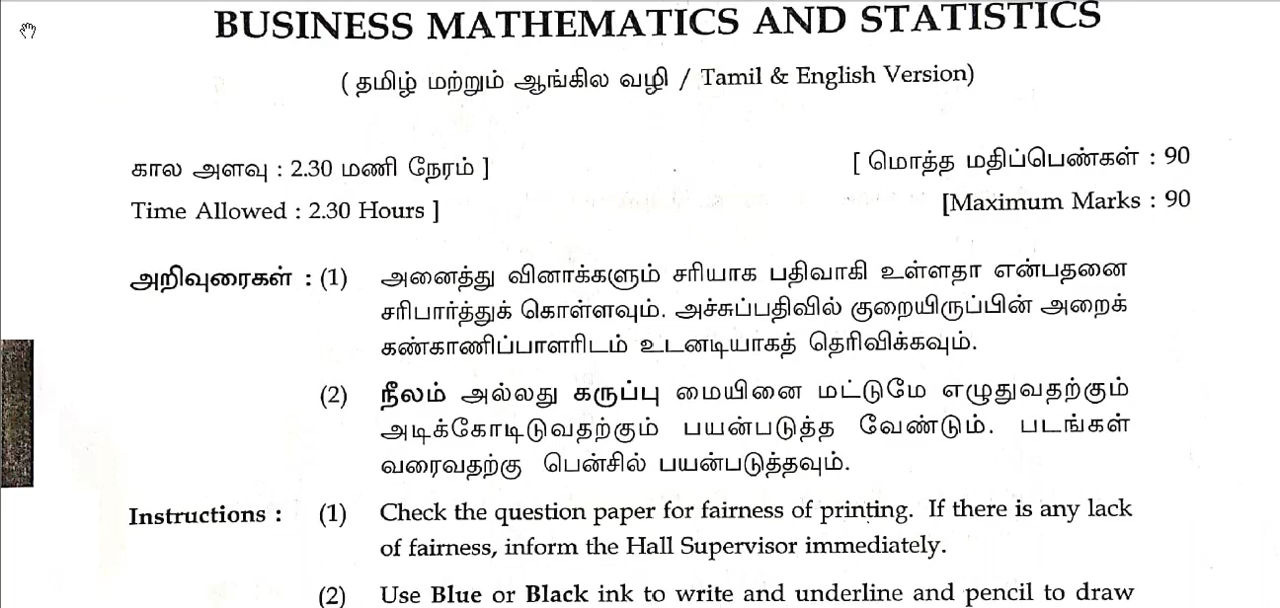 BUSINESS MATHEMATICS AND STATISTICS
( தமிழ் மற்றும் ஆங்கில வழி / Tamil & English Version)
கால அளவு : 2.30 மணி நேரம் ] [ மொத்த மதிப்பெண்கள் : 90
Time Allowed : 2.30 Hours ] [Maximum Marks : 90
அறிவுரைகள் : (1) அனைத்து வினாக்களும் சரியாக பதிவாகி உள்ளதா என்பதனை
சரிபார்த்துக் கொள்ளவும். அச்சுப்பதிவில் குறையிருப்பின் அறைக்
கண்காணிப்பாளரிடம் உடனடியாகத் தெரிவிக்கவும்.
(2) நீலம் அல்லது கருப்பு மையினை மட்டுமே எழுதுவதற்கும்
அடிக்கோடிடுவதற்கும் பயன்படுத்த வேண்டும். படங்கள்
வரைவதற்கு பென்சில் பயன்படுத்தவும்.
Instructions : (1) Check the question paper for fairness of printing. If there is any lack
of fairness, inform the Hall Supervisor immediately.
(2) Use Blue or Black ink to write and underline and pencil to draw